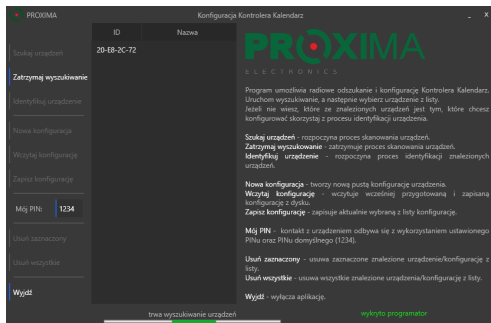 PROXIMA
Konfiguracja Kontrolera Kalendarz
_ X
ID Nazwa
20-E8-2C-72
Szukaj urządzeń
Zatrzymaj wyszukiwanie
Identyfikuj urządzenie
Nowa konfiguracja
Wczytaj konfigurację
Zapisz konfigurację
Mój PIN: 1234
Usuń zaznaczony
Usuń wszystkie
Wyjdź
PROXIMA
ELECTRONICS
Program umożliwia radiowe odszukanie i konfigurację Kontrolera Kalendarz.
Uruchom wyszukiwanie, a następnie wybierz urządzenie z listy.
Jeżeli nie wiesz, które ze znalezionych urządzeń jest tym, które chcesz
konfigurować skorzystaj z procesu identyfikacji urządzenia.
Szukaj urządzeń - rozpoczyna proces skanowania urządzeń.
Zatrzymaj wyszukowanie - zatrzymuje proces skanowania urządzeń.
Identyfikuj urządzenie - rozpoczyna proces identyfikacji znalezionych
urządzeń.
Nowa konfiguracja - tworzy nową pustą konfigurację urządzenia.
Wczytaj konfigurację - wczytuje wcześniej przygotowaną i zapisaną
konfigurację z dysku.
Zapisz konfigurację - zapisuje aktualnie wybraną z listy konfigurację.
Mój PIN - kontakt z urządzeniem odbywa się z wykorzystaniem ustawionego
PINu oraz PINu domyślnego (1234).
Usuń zaznaczony - usuwa zaznaczone znalezione urządzenie/konfigurację z
listy.
Usuń wszystkie - usuwa wszystkie znalezione urządzenia/konfigurację z listy.
Wyjdź - wyłącza aplikację.
trwa wyszukiwanie urządzeń
wykryto programator